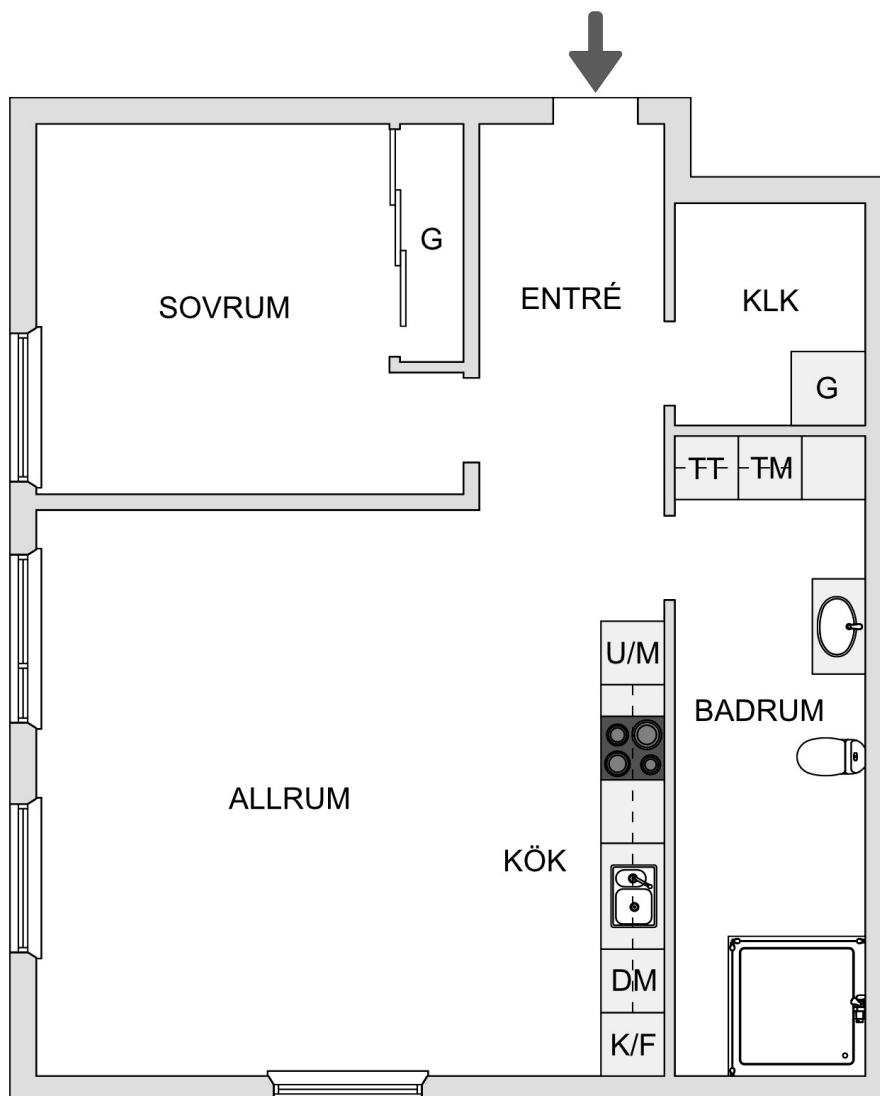 G
SOVRUM
ENTRÉ
KLK
G
TT
TM
U/M
BADRUM
ALLRUM
KÖK
DM
K/F